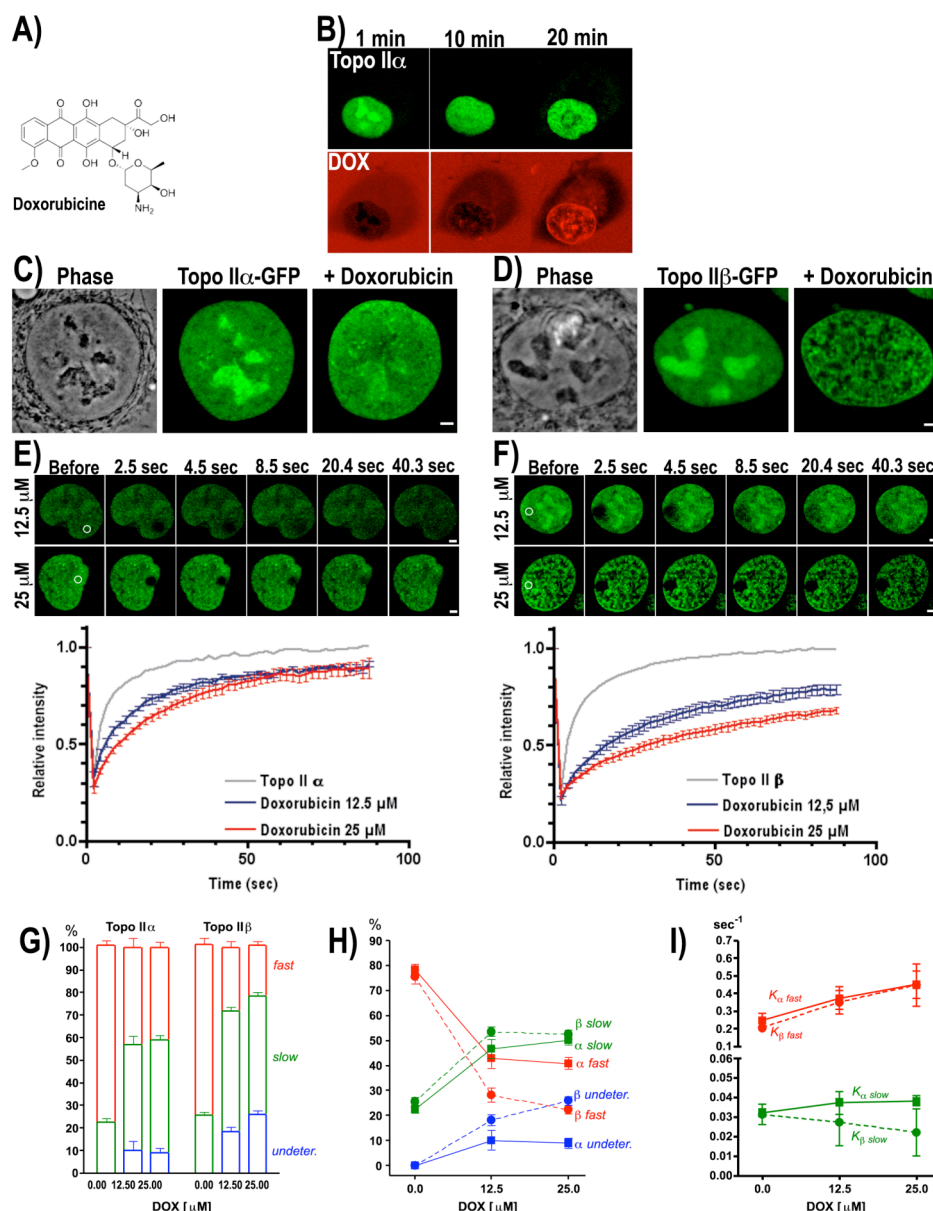 A)
O
OH
O
OH
OH
O
O
OH
O
H
O
O
OH
NH₂
Doxorubicine
B)
1 min 10 min 20 min
Topo IIα
DOX
C)
Phase Topo IIα-GFP + Doxorubicin
D)
Phase Topo IIβ-GFP + Doxorubicin
E)
Before 2.5 sec 4.5 sec 8.5 sec 20.4 sec 40.3 sec
12.5 μM
25 μM
1.0
0.5
0.0
Relative intensity
Topo II α
Doxorubicin 12.5 μM
Doxorubicin 25 μM
0 50 100
Time (sec)
F)
Before 2.5 sec 4.5 sec 8.5 sec 20.4 sec 40.3 sec
12.5 μM
25 μM
1.0
0.5
0.0
Relative intensity
Topo II β
Doxorubicin 12,5 μM
Doxorubicin 25 μM
0 50 100
Time (sec)
G)
%
Topo IIα Topo IIβ
100
90
80
70
60
50
40
30
20
10
0
fast
slow
undeter.
0.00 12.50 25.00 0.00 12.50 25.00
DOX [ μM]
H)
%
90
80
70
60
50
40
30
20
10
0
β slow
α slow
α fast
β undeter.
β fast
α undeter.
0.0 12.5 25.0
DOX [ μM]
I)
sec⁻¹
0.7
0.6
0.5
0.4
0.3
0.2
0.1
Kα fast
Kβ fast
0.06
0.05
0.04
0.03
0.02
0.01
0.00
Kα slow
Kβ slow
0.0 12.5 25.0
DOX [ μM]